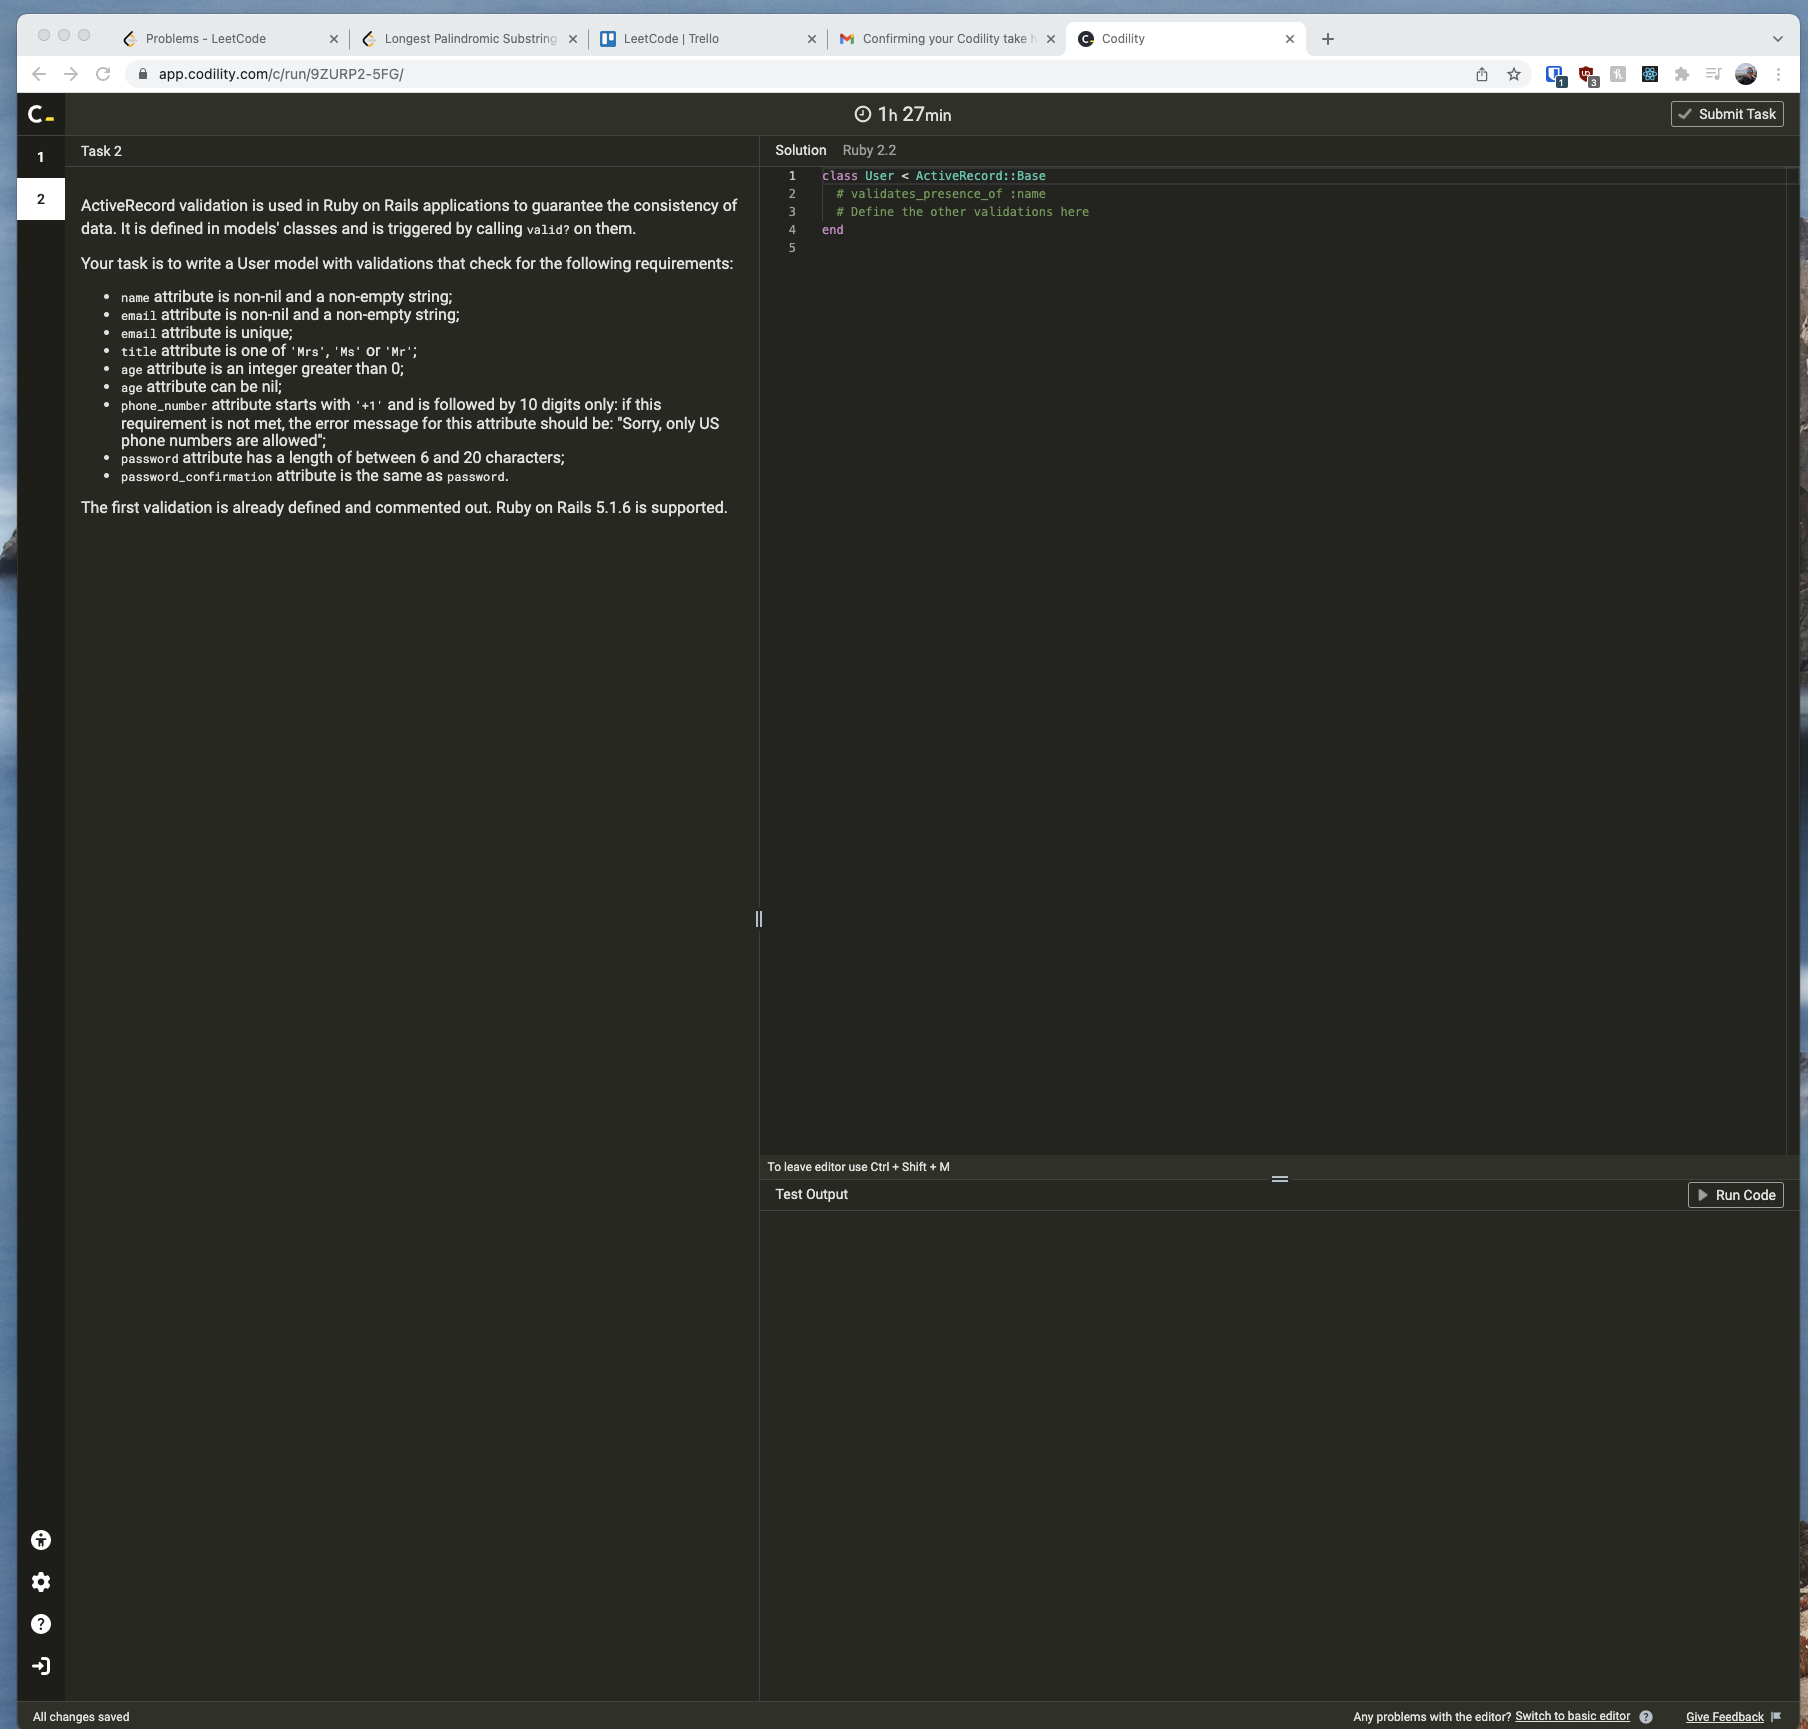 Problems - LeetCode
Longest Palindromic Substring
LeetCode | Trello
Confirming your Codility take h
Codility
app.codility.com/c/run/9ZURP2-5FG/
1
3
C
1h 27min
Submit Task
1
2
Task 2
ActiveRecord validation is used in Ruby on Rails applications to guarantee the consistency of
data. It is defined in models' classes and is triggered by calling valid? on them.
Your task is to write a User model with validations that check for the following requirements:
• name attribute is non-nil and a non-empty string;
• email attribute is non-nil and a non-empty string;
• email attribute is unique;
• title attribute is one of 'Mrs', 'Ms' or 'Mr';
• age attribute is an integer greater than 0;
• age attribute can be nil;
• phone_number attribute starts with '+1' and is followed by 10 digits only: if this
requirement is not met, the error message for this attribute should be: "Sorry, only US
phone numbers are allowed";
• password attribute has a length of between 6 and 20 characters;
• password_confirmation attribute is the same as password.
The first validation is already defined and commented out. Ruby on Rails 5.1.6 is supported.
Solution Ruby 2.2
1 class User < ActiveRecord::Base
2 # validates_presence_of :name
3 # Define the other validations here
4 end
5
To leave editor use Ctrl + Shift + M
Test Output
Run Code
All changes saved
Any problems with the editor? Switch to basic editor ?
Give Feedback